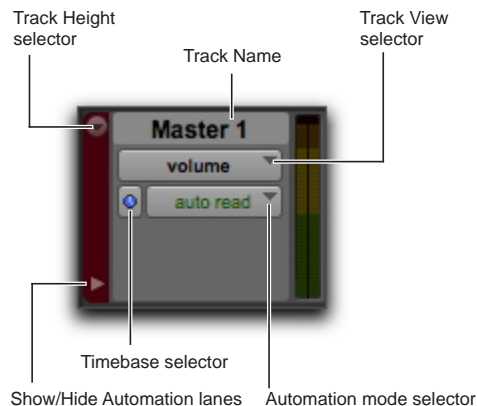 Track Height
selector
Track View
selector
Track Name
Master 1
volume
auto read
Timebase selector
Show/Hide Automation lanes
Automation mode selector